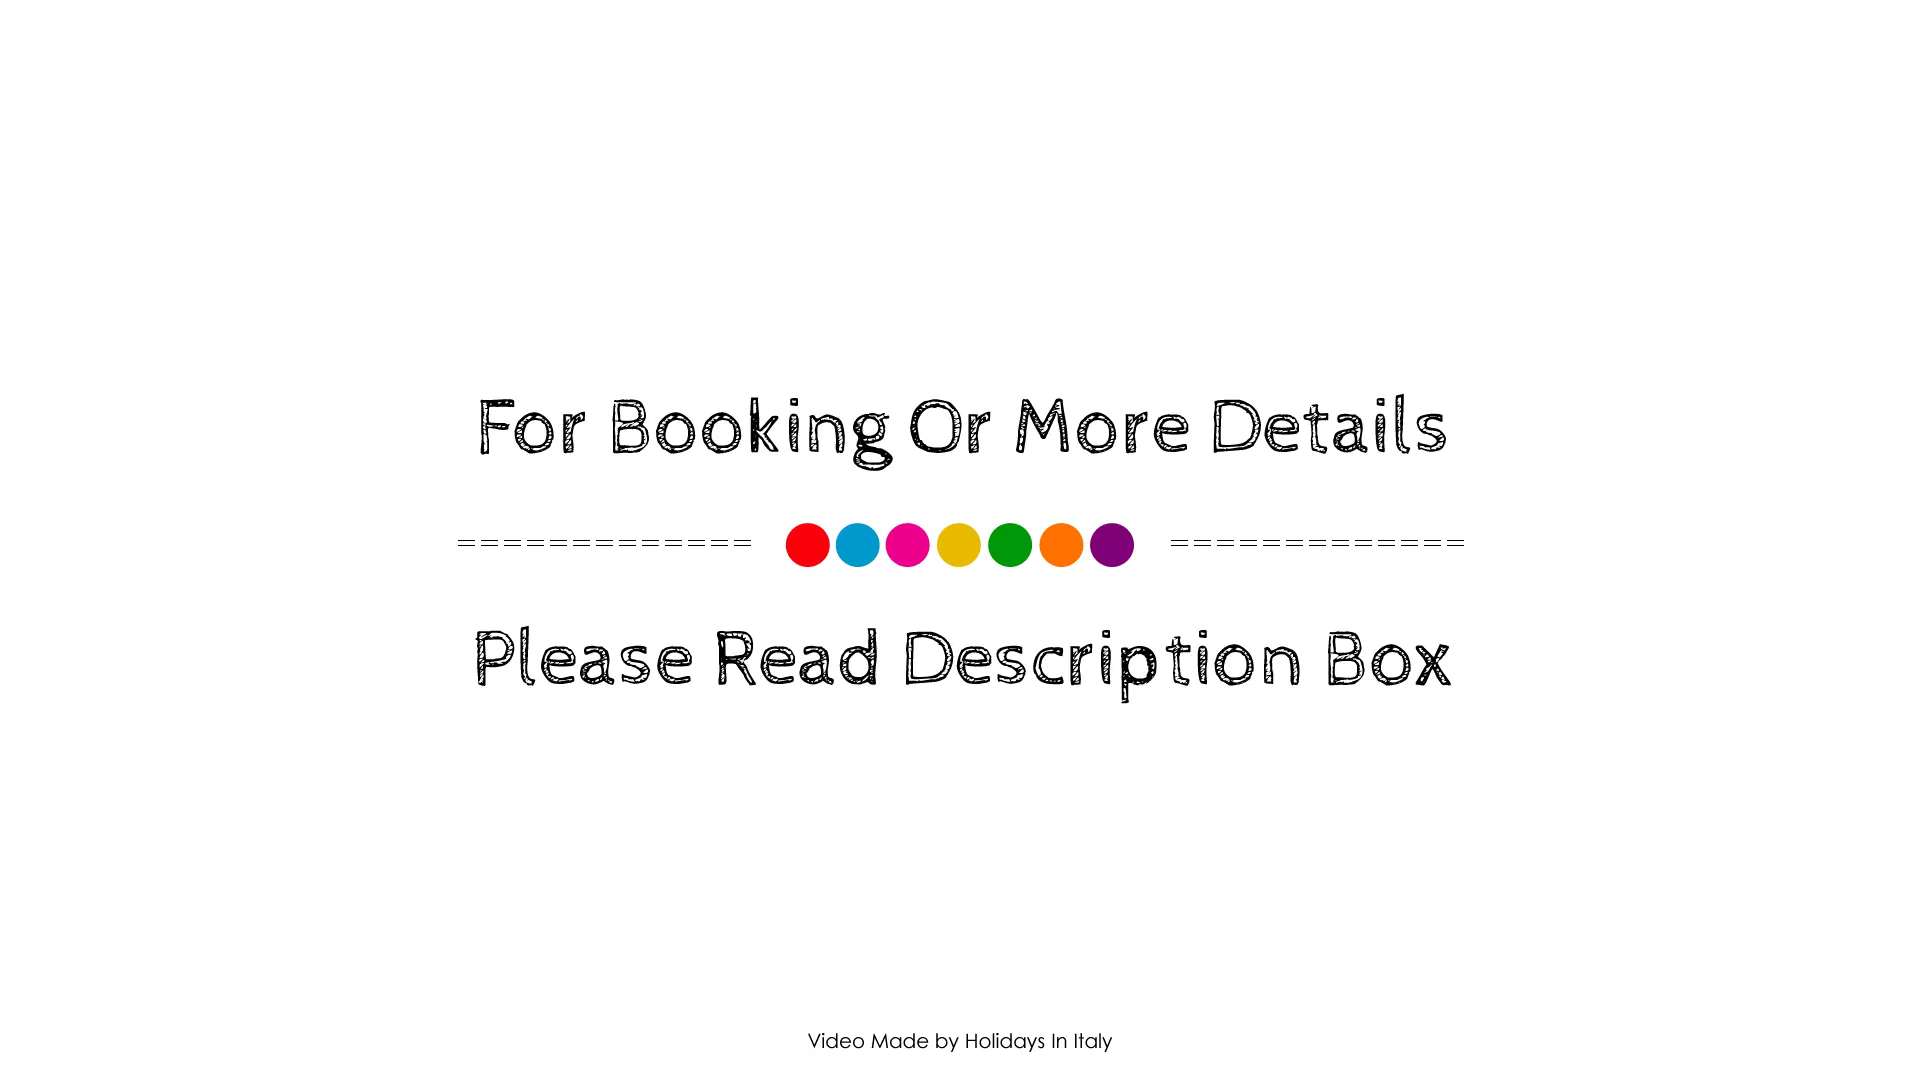 For Booking Or More Details
============= =============
Please Read Description Box
Video Made by Holidays In Italy